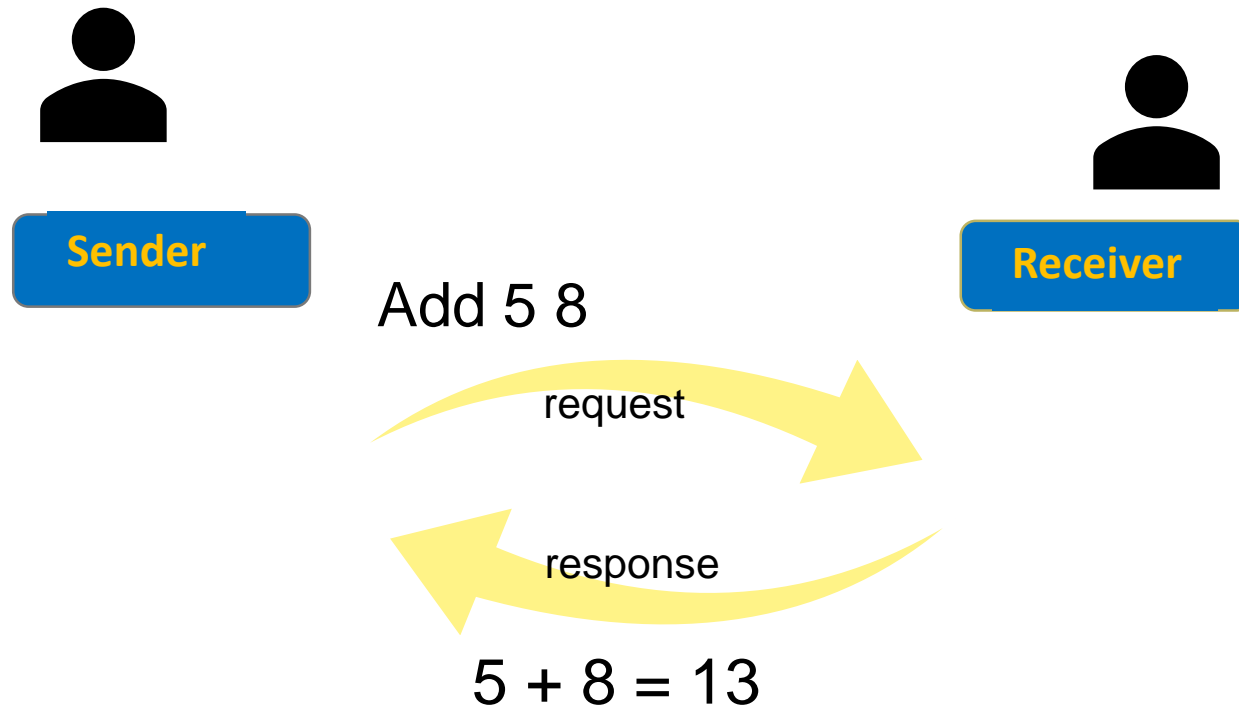 Sender
Receiver
Add 5 8
request
response
5 + 8 = 13